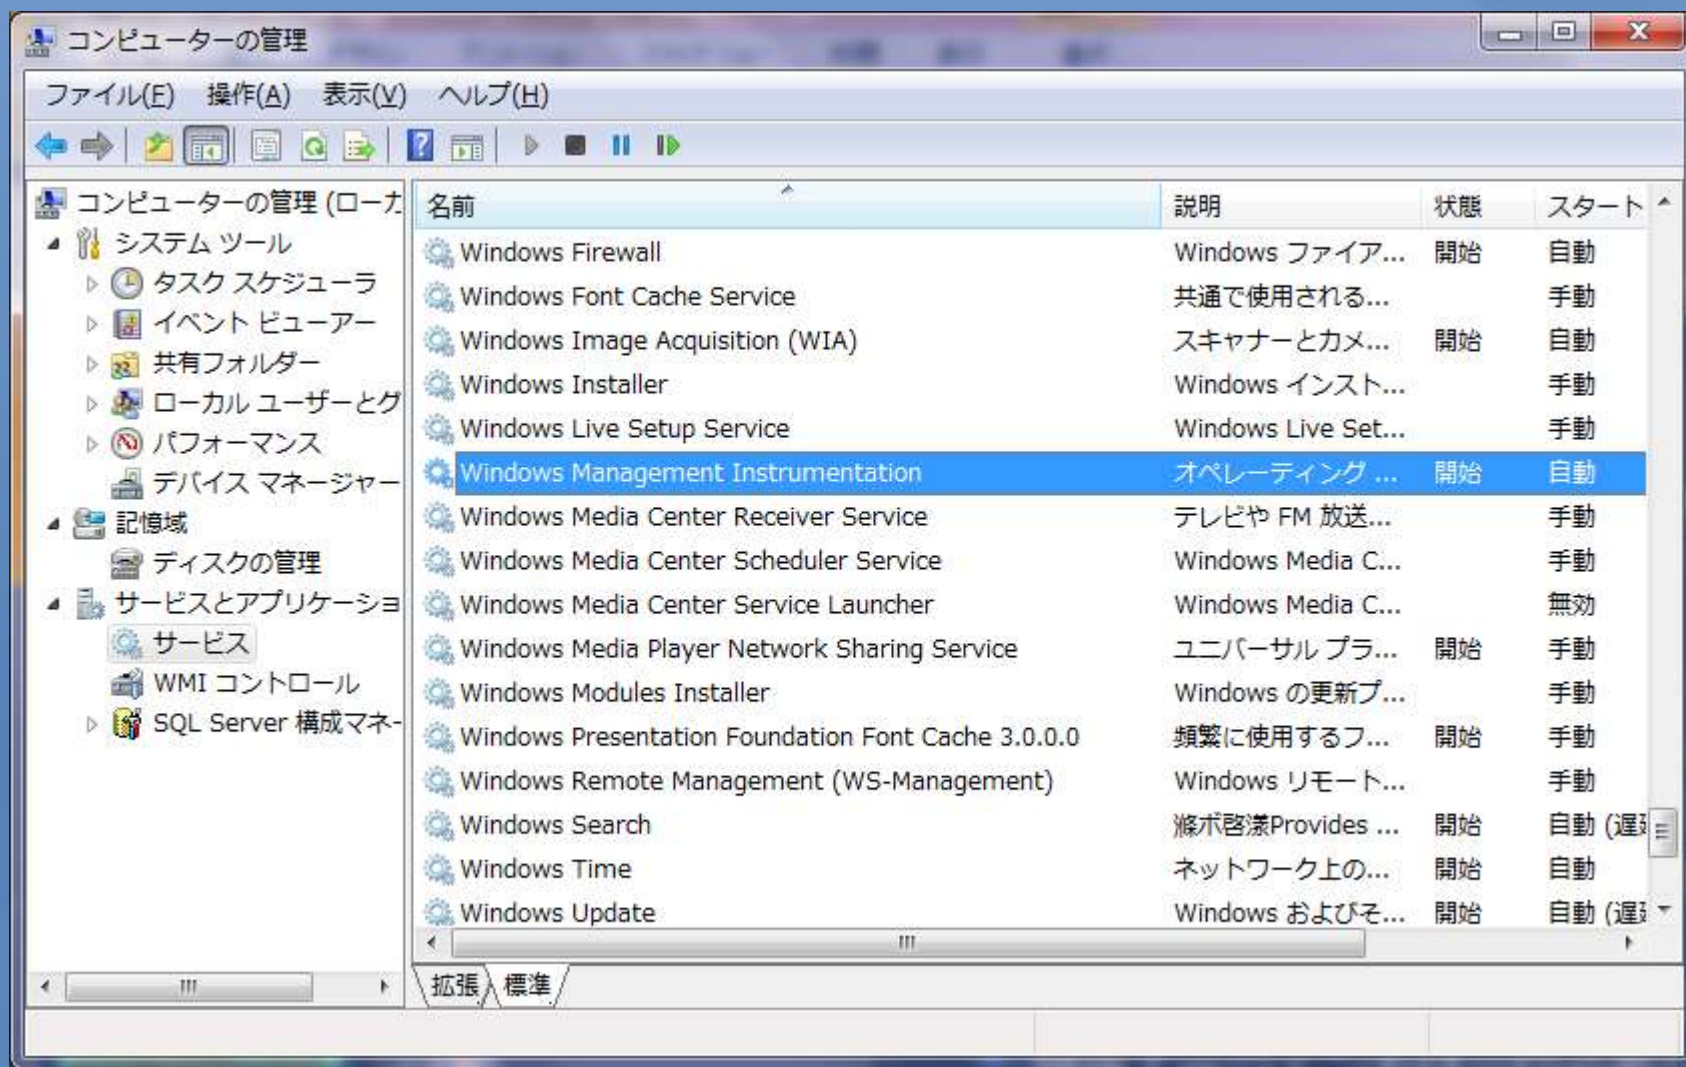 コンピューターの管理
ファイル(F) 操作(A) 表示(V) ヘルプ(H)
コンピューターの管理 (ローカ
システム ツール
タスク スケジューラ
イベント ビューアー
共有フォルダー
ローカル ユーザーとグ
パフォーマンス
デバイス マネージャー
記憶域
ディスクの管理
サービスとアプリケーショ
サービス
WMI コントロール
SQL Server 構成マネ
名前 説明 状態 スタート
Windows Firewall Windows ファイア... 開始 自動
Windows Font Cache Service 共通で使用される... 手動
Windows Image Acquisition (WIA) スキャナーとカメ... 開始 自動
Windows Installer Windows インスト... 手動
Windows Live Setup Service Windows Live Set... 手動
Windows Management Instrumentation オペレーティング ... 開始 自動
Windows Media Center Receiver Service テレビや FM 放送... 手動
Windows Media Center Scheduler Service Windows Media C... 手動
Windows Media Center Service Launcher Windows Media C... 無効
Windows Media Player Network Sharing Service ユニバーサル プラ... 開始 手動
Windows Modules Installer Windows の更新プ... 手動
Windows Presentation Foundation Font Cache 3.0.0.0 頻繁に使用するフ... 開始 手動
Windows Remote Management (WS-Management) Windows リモート... 手動
Windows Search Provides ... 開始 自動 (遅延
Windows Time ネットワーク上の... 開始 自動
Windows Update Windows およびそ... 開始 自動 (遅延
拡張 標準